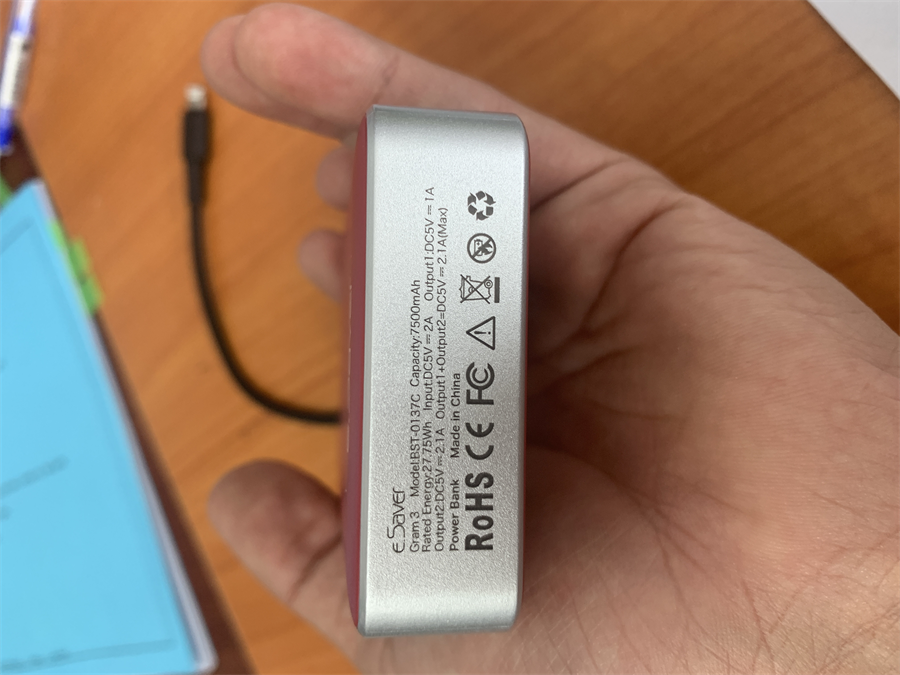 e.Saver
Gram 3 Model:BST-0137C Capacity:7500mAh
Rated Energy:27.75Wh Input:DC5V⎓2A Output1:DC5V⎓1A
Output2:DC5V⎓2.1A Output1+Output2=DC5V⎓2.1A(Max)
Power Bank Made in China
RoHS CE FC